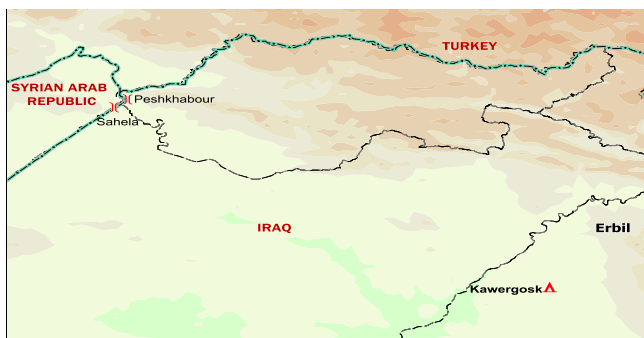 TURKEY
SYRIAN ARAB
REPUBLIC
Peshkhabour
Sahela
IRAQ
Erbil
Kawergosk